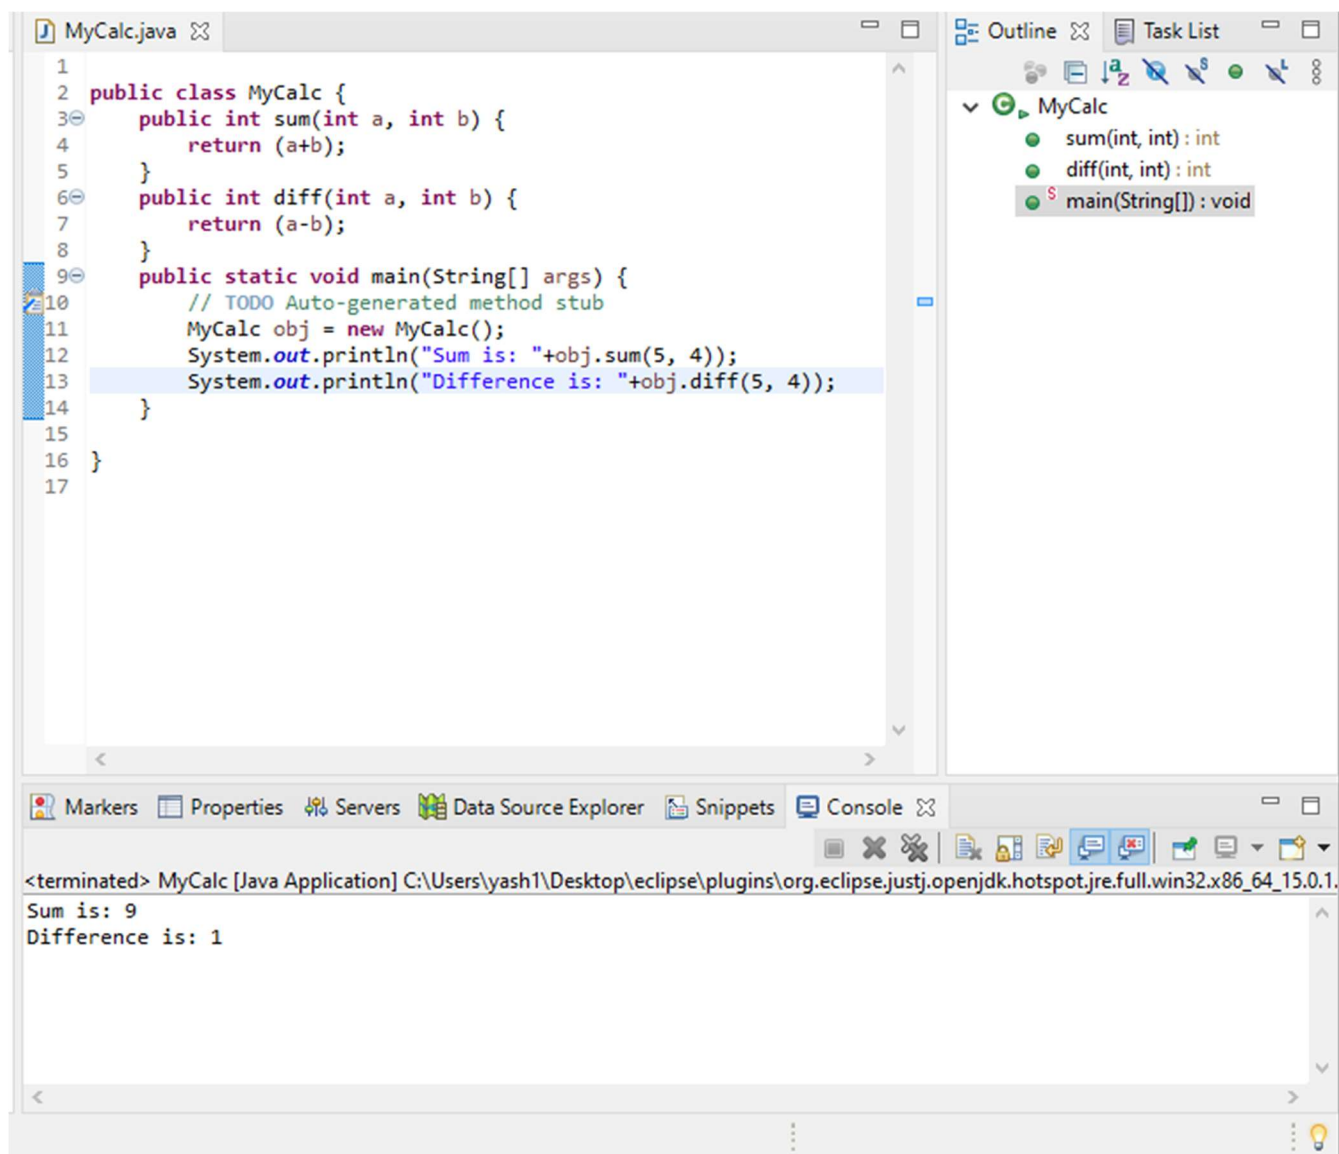 MyCalc.java
1
2 public class MyCalc {
3 public int sum(int a, int b) {
4 return (a+b);
5 }
6 public int diff(int a, int b) {
7 return (a-b);
8 }
9 public static void main(String[] args) {
10 // TODO Auto-generated method stub
11 MyCalc obj = new MyCalc();
12 System.out.println("Sum is: "+obj.sum(5, 4));
13 System.out.println("Difference is: "+obj.diff(5, 4));
14 }
15
16 }
17
Outline Task List
MyCalc
sum(int, int) : int
diff(int, int) : int
S main(String[]) : void
Markers Properties Servers Data Source Explorer Snippets Console
<terminated> MyCalc [Java Application] C:\Users\yash1\Desktop\eclipse\plugins\org.eclipse.justj.openjdk.hotspot.jre.full.win32.x86_64_15.0.1.
Sum is: 9
Difference is: 1